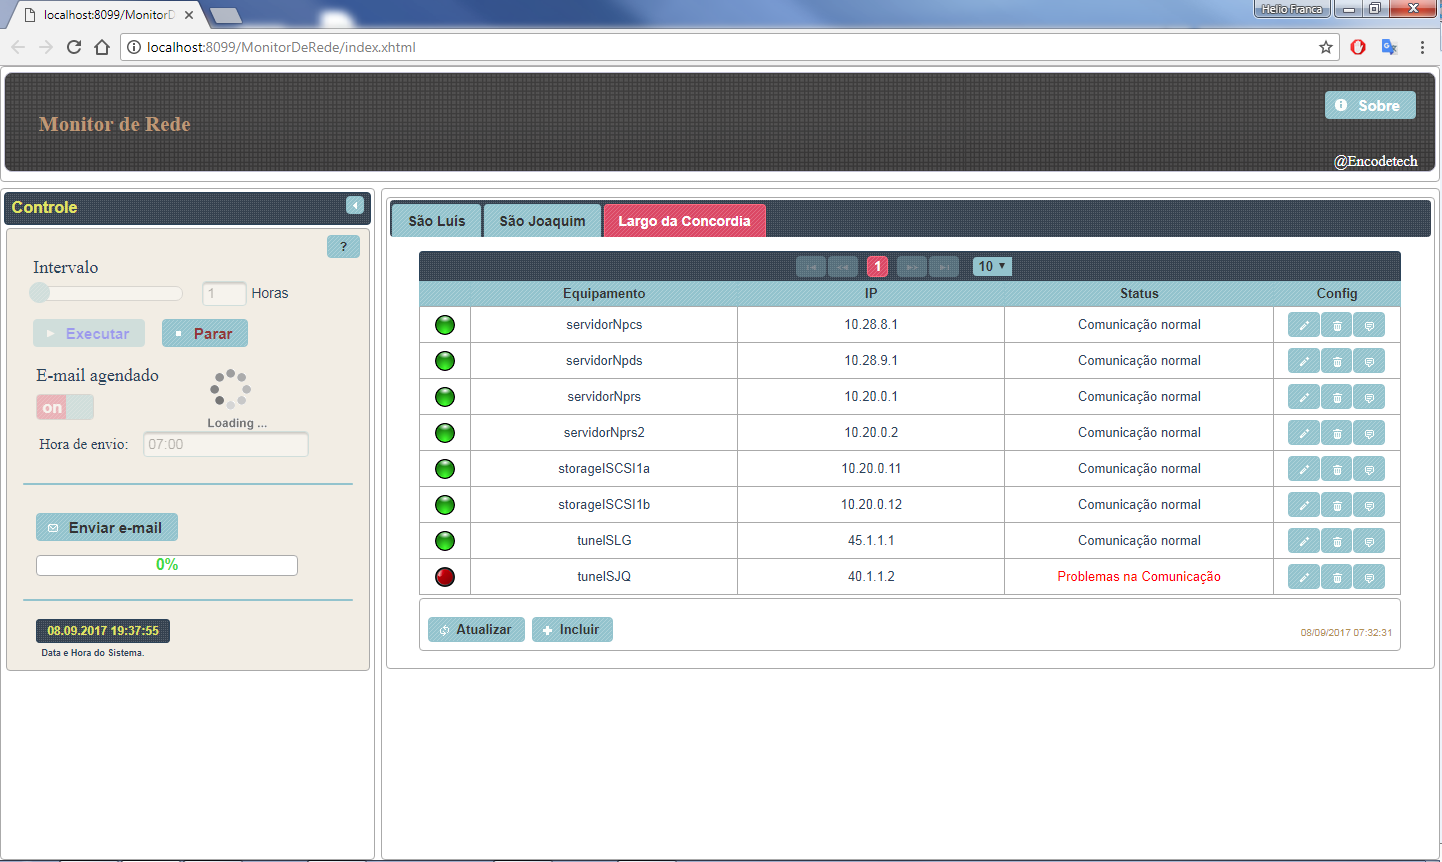 localhost:8099/MonitorD
Helio Franca
localhost:8099/MonitorDeRede/index.xhtml
Monitor de Rede
Sobre
@Encodetech
Controle
?
Intervalo
1 Horas
Executar Parar
E-mail agendado
on
Loading ...
Hora de envio: 07:00
Enviar e-mail
0%
08.09.2017 19:37:55
Data e Hora do Sistema.
São Luís São Joaquim Largo da Concordia
1 10
Equipamento IP Status Config
servidorNpcs 10.28.8.1 Comunicação normal
servidorNpds 10.28.9.1 Comunicação normal
servidorNprs 10.20.0.1 Comunicação normal
servidorNprs2 10.20.0.2 Comunicação normal
storageISCSI1a 10.20.0.11 Comunicação normal
storageISCSI1b 10.20.0.12 Comunicação normal
tunelSLG 45.1.1.1 Comunicação normal
tunelSJQ 40.1.1.2 Problemas na Comunicação
Atualizar Incluir
08/09/2017 07:32:31